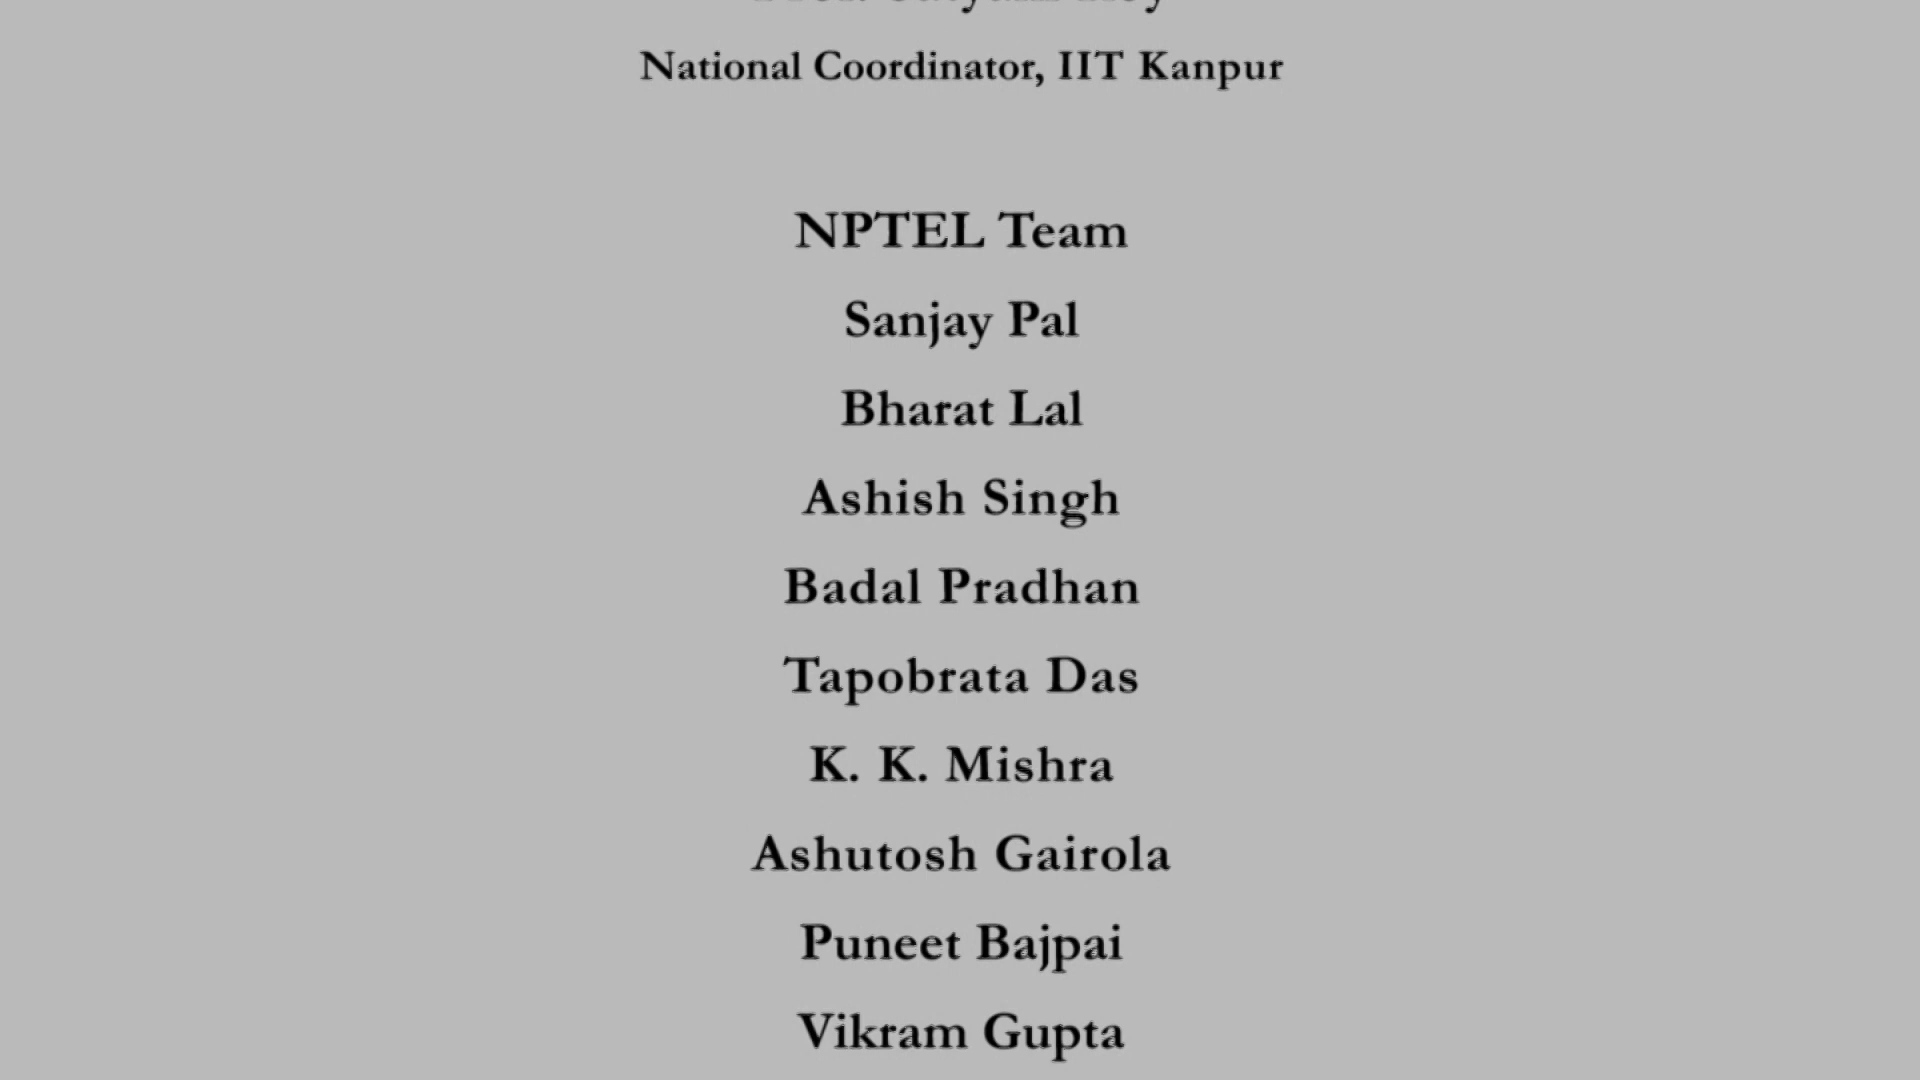 National Coordinator, IIT Kanpur
NPTEL Team
Sanjay Pal
Bharat Lal
Ashish Singh
Badal Pradhan
Tapobrata Das
K. K. Mishra
Ashutosh Gairola
Puneet Bajpai
Vikram Gupta